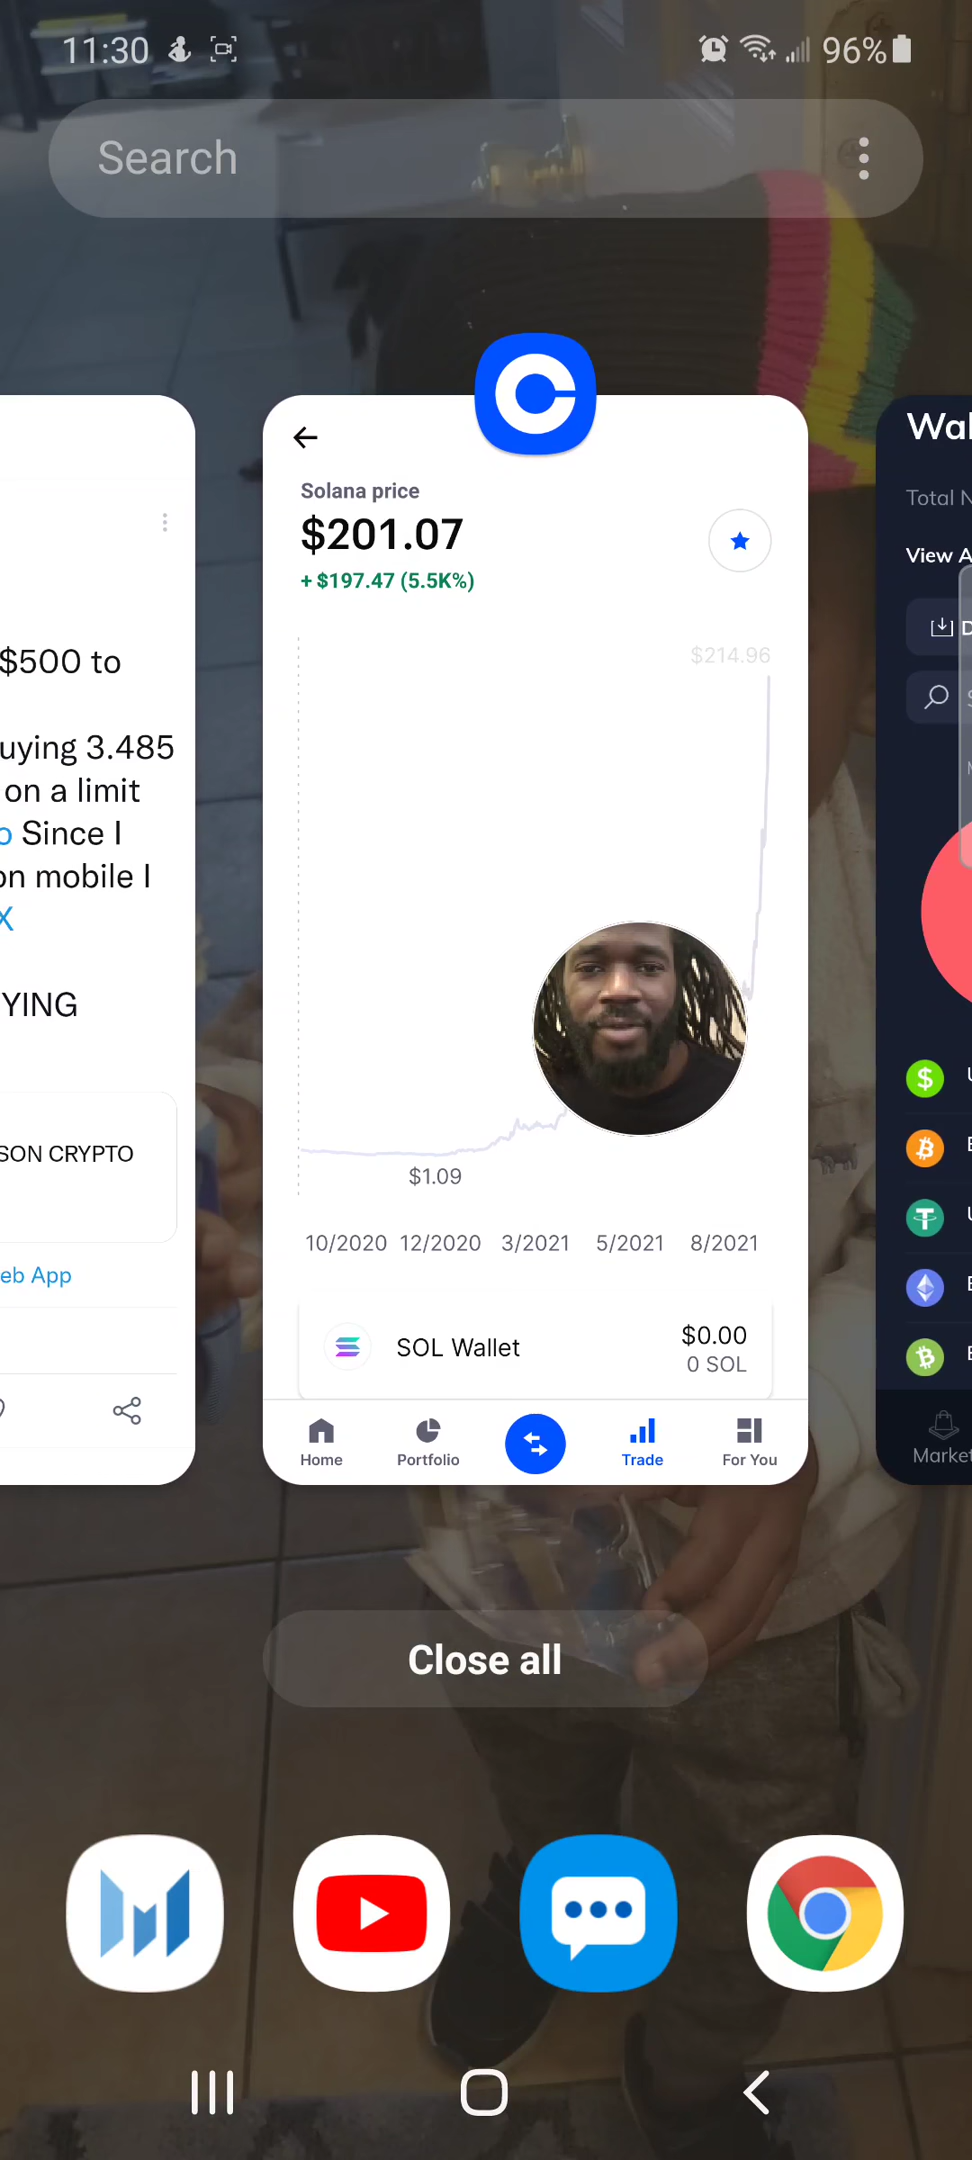 11:30
96%
Search
$500 to
uying 3.485
on a limit
Since I
on mobile I
X
YING
SON CRYPTO
eb App
Solana price
$201.07
+ $197.47 (5.5K%)
$214.96
$1.09
10/2020 12/2020 3/2021 5/2021 8/2021
SOL Wallet
$0.00
0 SOL
Home
Portfolio
Trade
For You
Wal
Total N
View A
D
Market
Close all